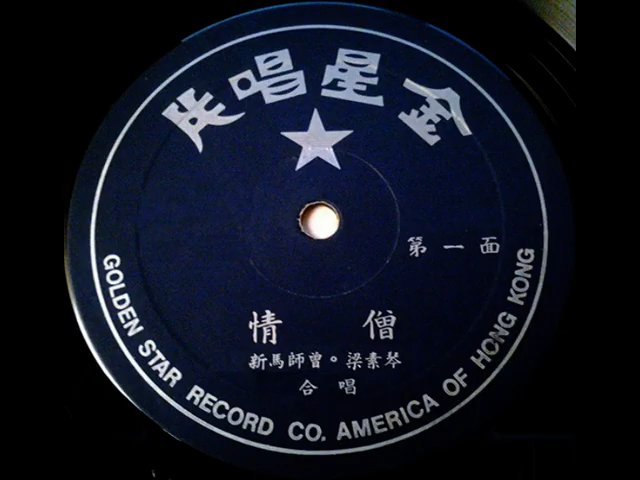 金星唱片
第一面
情僧
新馬師曾。梁素琴
合唱
GOLDEN STAR RECORD CO. AMERICA OF HONG KONG